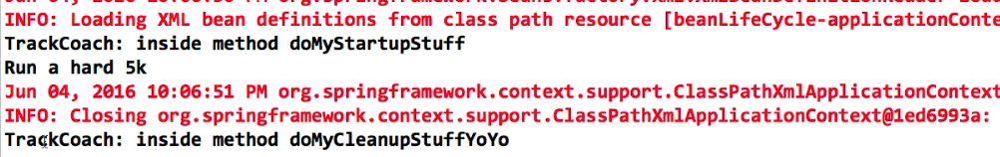 INFO: Loading XML bean definitions from class path resource [beanLifeCycle-applicationConte
TrackCoach: inside method doMyStartupStuff
Run a hard 5k
Jun 04, 2016 10:06:51 PM org.springframework.context.support.ClassPathXmlApplicationContext
INFO: Closing org.springframework.context.support.ClassPathXmlApplicationContext@1ed6993a:
TrackCoach: inside method doMyCleanupStuffYoYo